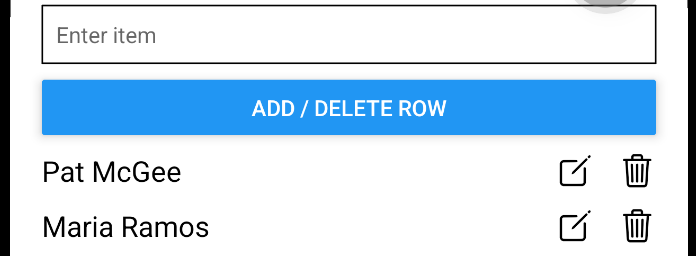 Enter item
ADD / DELETE ROW
Pat McGee
Maria Ramos